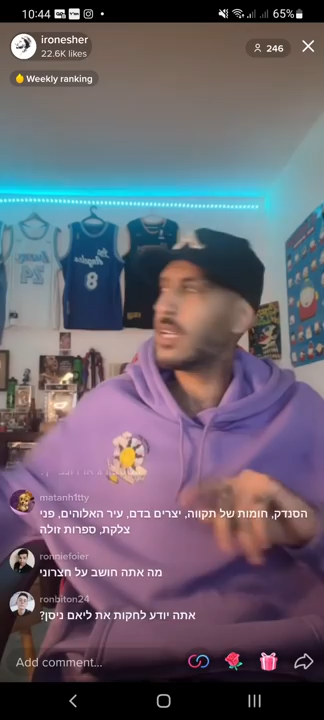 10:44
65%
ironesher
22.6K likes
246
Weekly ranking
24
8
matanh1tty
הסנדק, חומות של תקווה, יצרים בדם, עיר האלוהים, פני
צלקת, ספרות זולה
ronniefoier
מה אתה חושב על חצרוני
ronbiton24
אתה יודע לחקות את ליאם ניסן?
Add comment...